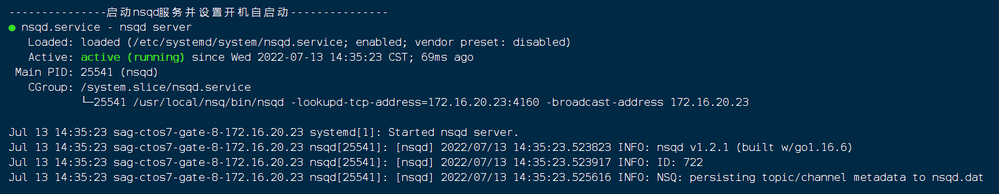 ---------------启动nsqd服务并设置开机自启动---------------
● nsqd.service - nsqd server
   Loaded: loaded (/etc/systemd/system/nsqd.service; enabled; vendor preset: disabled)
   Active: active (running) since Wed 2022-07-13 14:35:23 CST; 69ms ago
 Main PID: 25541 (nsqd)
   CGroup: /system.slice/nsqd.service
           └─25541 /usr/local/nsq/bin/nsqd -lookupd-tcp-address=172.16.20.23:4160 -broadcast-address 172.16.20.23
Jul 13 14:35:23 sag-ctos7-gate-8-172.16.20.23 systemd[1]: Started nsqd server.
Jul 13 14:35:23 sag-ctos7-gate-8-172.16.20.23 nsqd[25541]: [nsqd] 2022/07/13 14:35:23.523823 INFO: nsqd v1.2.1 (built w/go1.16.6)
Jul 13 14:35:23 sag-ctos7-gate-8-172.16.20.23 nsqd[25541]: [nsqd] 2022/07/13 14:35:23.523917 INFO: ID: 722
Jul 13 14:35:23 sag-ctos7-gate-8-172.16.20.23 nsqd[25541]: [nsqd] 2022/07/13 14:35:23.525616 INFO: NSQ: persisting topic/channel metadata to nsqd.dat